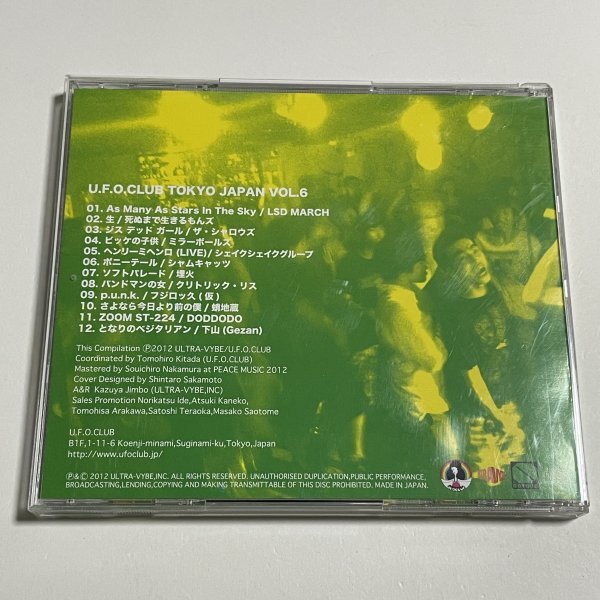 U.F.O.CLUB TOKYO JAPAN VOL.6
01. As Many As Stars In The Sky / LSD MARCH
02. 生 / 死ぬまで生きるもんズ
03. ジス デッド ガール / ザ・シャロウズ
04. ビッケの子供 / ミラーボールズ
05. ヘンリーミヘンロ (LIVE) / シェイクシェイクグループ
06. ポニーテール / シャムキャッツ
07. ソフトパレード / 埋火
08. バンドマンの女 / クリトリック・リス
09. p.u.n.k. / フジロッ久 ( 仮 )
10. さよなら今日より前の僕 / 蛸地蔵
11. ZOOM ST-224 / DODDODO
12. となりのベジタリアン / 下山 (Gezan)
This Compilation Ⓟ2012 ULTRA-VYBE/U.F.O.CLUB
Coordinated by Tomohiro Kitada (U.F.O.CLUB)
Mastered by Souichiro Nakamura at PEACE MUSIC 2012
Cover Designed by Shintaro Sakamoto
A&R Kazuya Jimbo (ULTRA-VYBE,INC)
Sales Promotion Norikatsu Ide,Atsuki Kaneko,
Tomohisa Arakawa,Satoshi Teraoka,Masako Saotome
U.F.O.CLUB
B1F,1-11-6 Koenji-minami,Suginami-ku,Tokyo,Japan
http://www.ufoclub.jp/
Ⓟ&Ⓒ 2012 ULTRA-VYBE,INC. ALL RIGHTS RESERVED. UNAUTHORISED DUPLICATION,PUBLIC PERFORMANCE,
BROADCASTING,LENDING,COPYING AND MAKING TRANSMITTABLE OF THIS DISC PROHIBITED. MADE IN JAPAN.